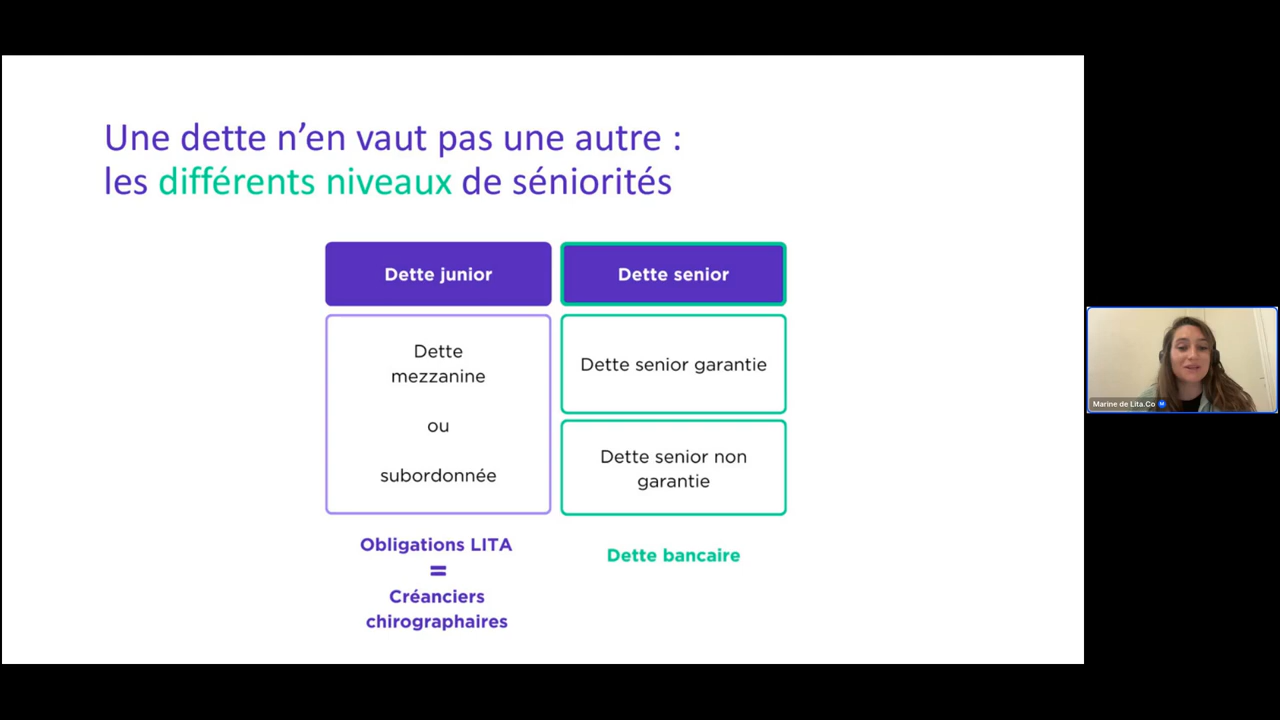 Une dette n’en vaut pas une autre :
les différents niveaux de séniorités
Dette junior
Dette senior
Dette
mezzanine
ou
subordonnée
Dette senior garantie
Dette senior non
garantie
Obligations LITA
=
Créanciers
chirographaires
Dette bancaire
Marine de Lita.Co